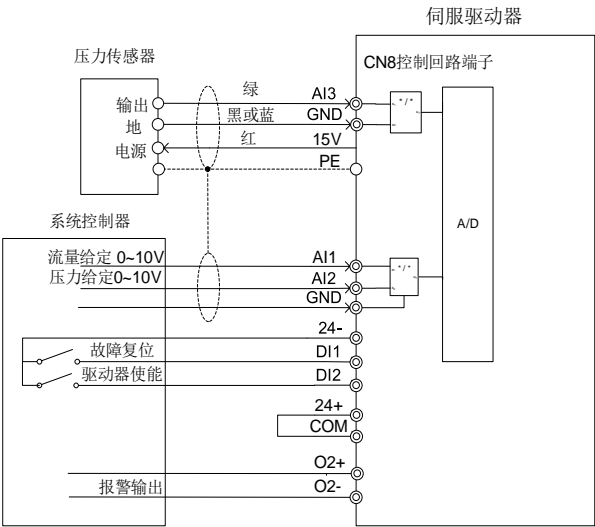 伺服驱动器
压力传感器
CN8控制回路端子
输出
绿
AI3
地
黑或蓝
GND
电源
红
15V
PE
A/D
系统控制器
流量给定 0~10V
AI1
压力给定0~10V
AI2
GND
24-
故障复位
DI1
驱动器使能
DI2
24+
COM
O2+
报警输出
O2-